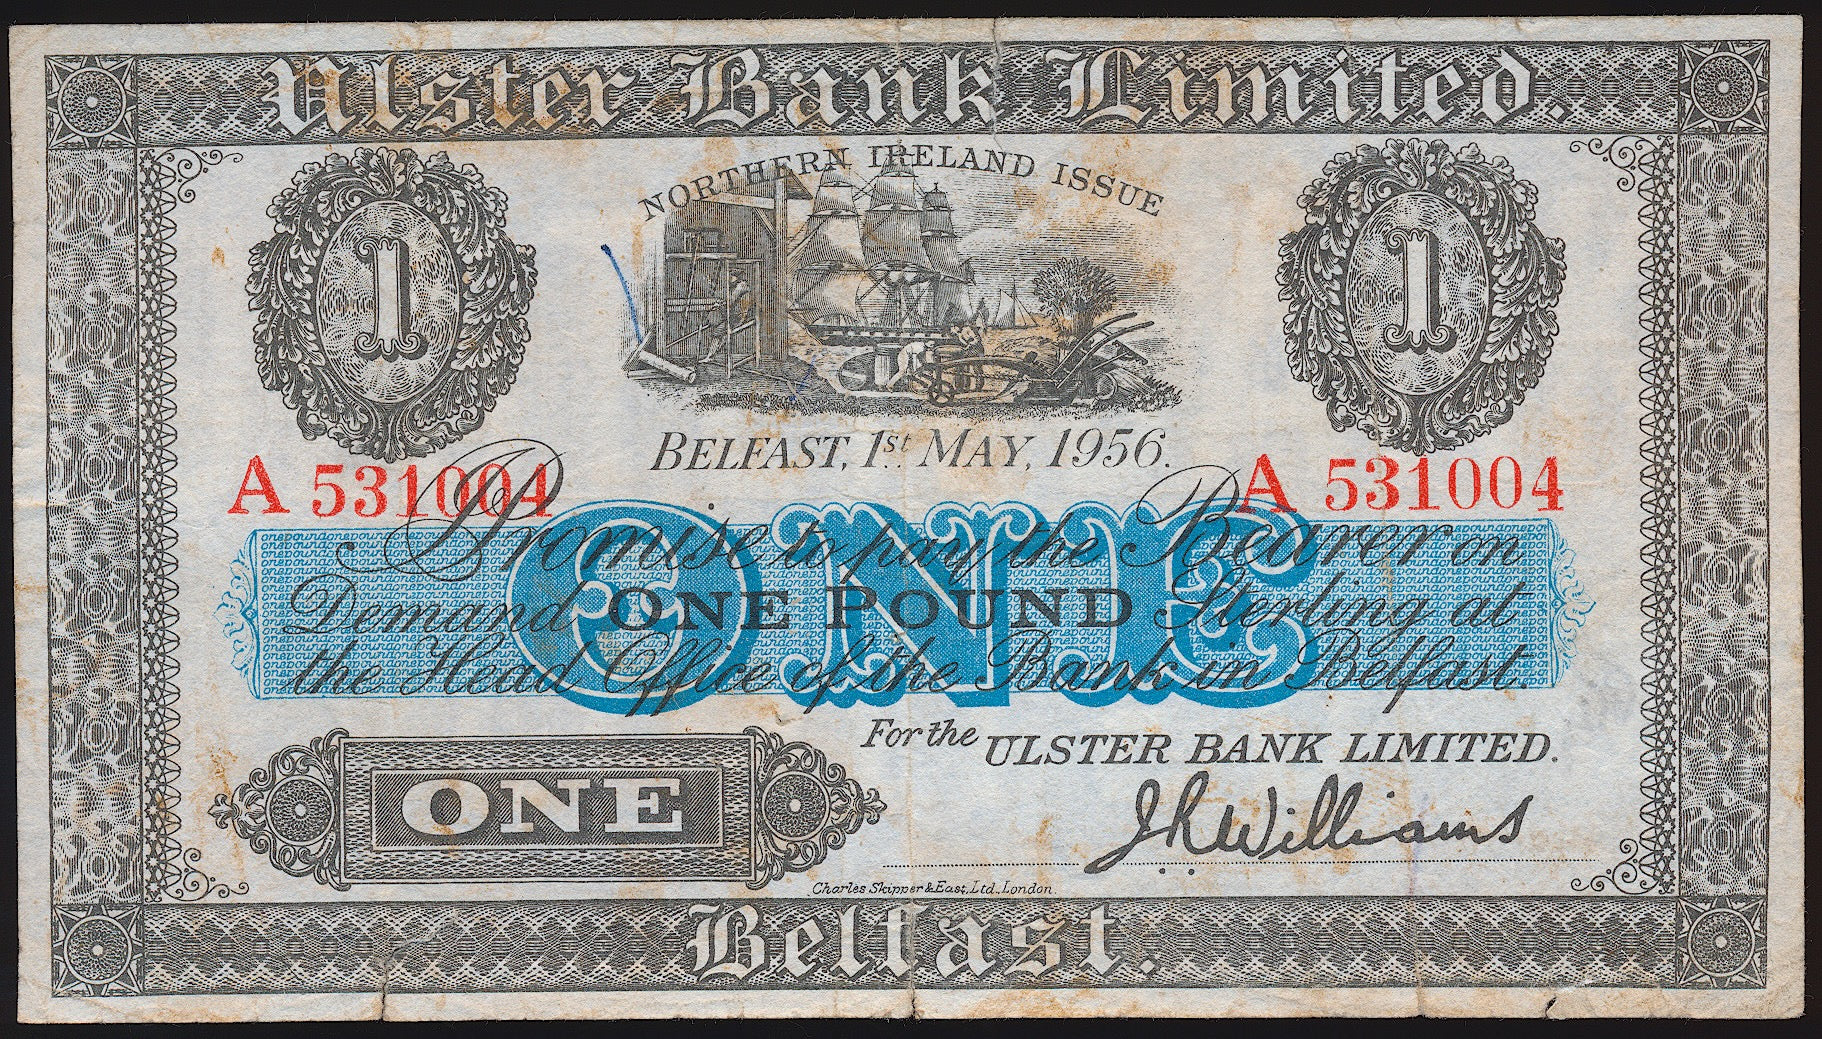 Ulster Bank Limited.
NORTHERN IRELAND ISSUE
1 1
BELFAST, 1st MAY, 1956.
A 531004 A 531004
Promise to pay the Bearer on
Demand ONE POUND Sterling at
the Head Office of the Bank in Belfast.
ONE
For the ULSTER BANK LIMITED.
ONE
J R Williams
Charles Skipper & East, Ltd., London.
Belfast.